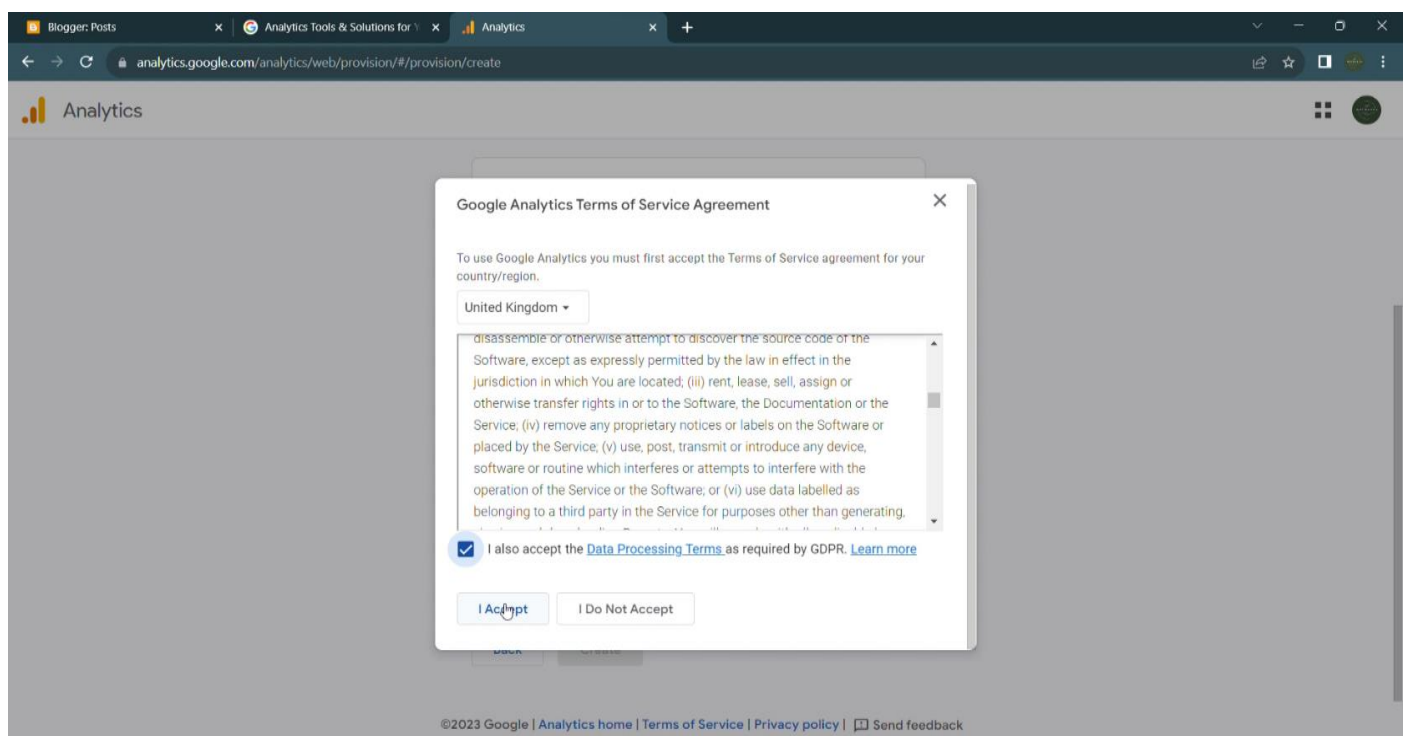 Blogger: Posts
Analytics Tools & Solutions for Y
Analytics
analytics.google.com/analytics/web/provision/#/provision/create
Analytics
Google Analytics Terms of Service Agreement
To use Google Analytics you must first accept the Terms of Service agreement for your
country/region.
United Kingdom
disassemble or otherwise attempt to discover the source code of the
Software, except as expressly permitted by the law in effect in the
jurisdiction in which You are located; (iii) rent, lease, sell, assign or
otherwise transfer rights in or to the Software, the Documentation or the
Service; (iv) remove any proprietary notices or labels on the Software or
placed by the Service; (v) use, post, transmit or introduce any device,
software or routine which interferes or attempts to interfere with the
operation of the Service or the Software; or (vi) use data labelled as
belonging to a third party in the Service for purposes other than generating,
I also accept the Data Processing Terms as required by GDPR. Learn more
I Accept
I Do Not Accept
Back
Create
©2023 Google | Analytics home | Terms of Service | Privacy policy | Send feedback